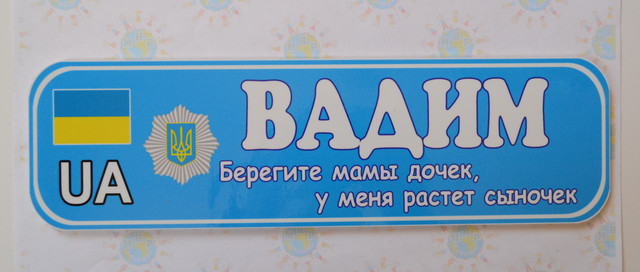 UA
ВАДИМ
Берегите мамы дочек,
у меня растет сыночек